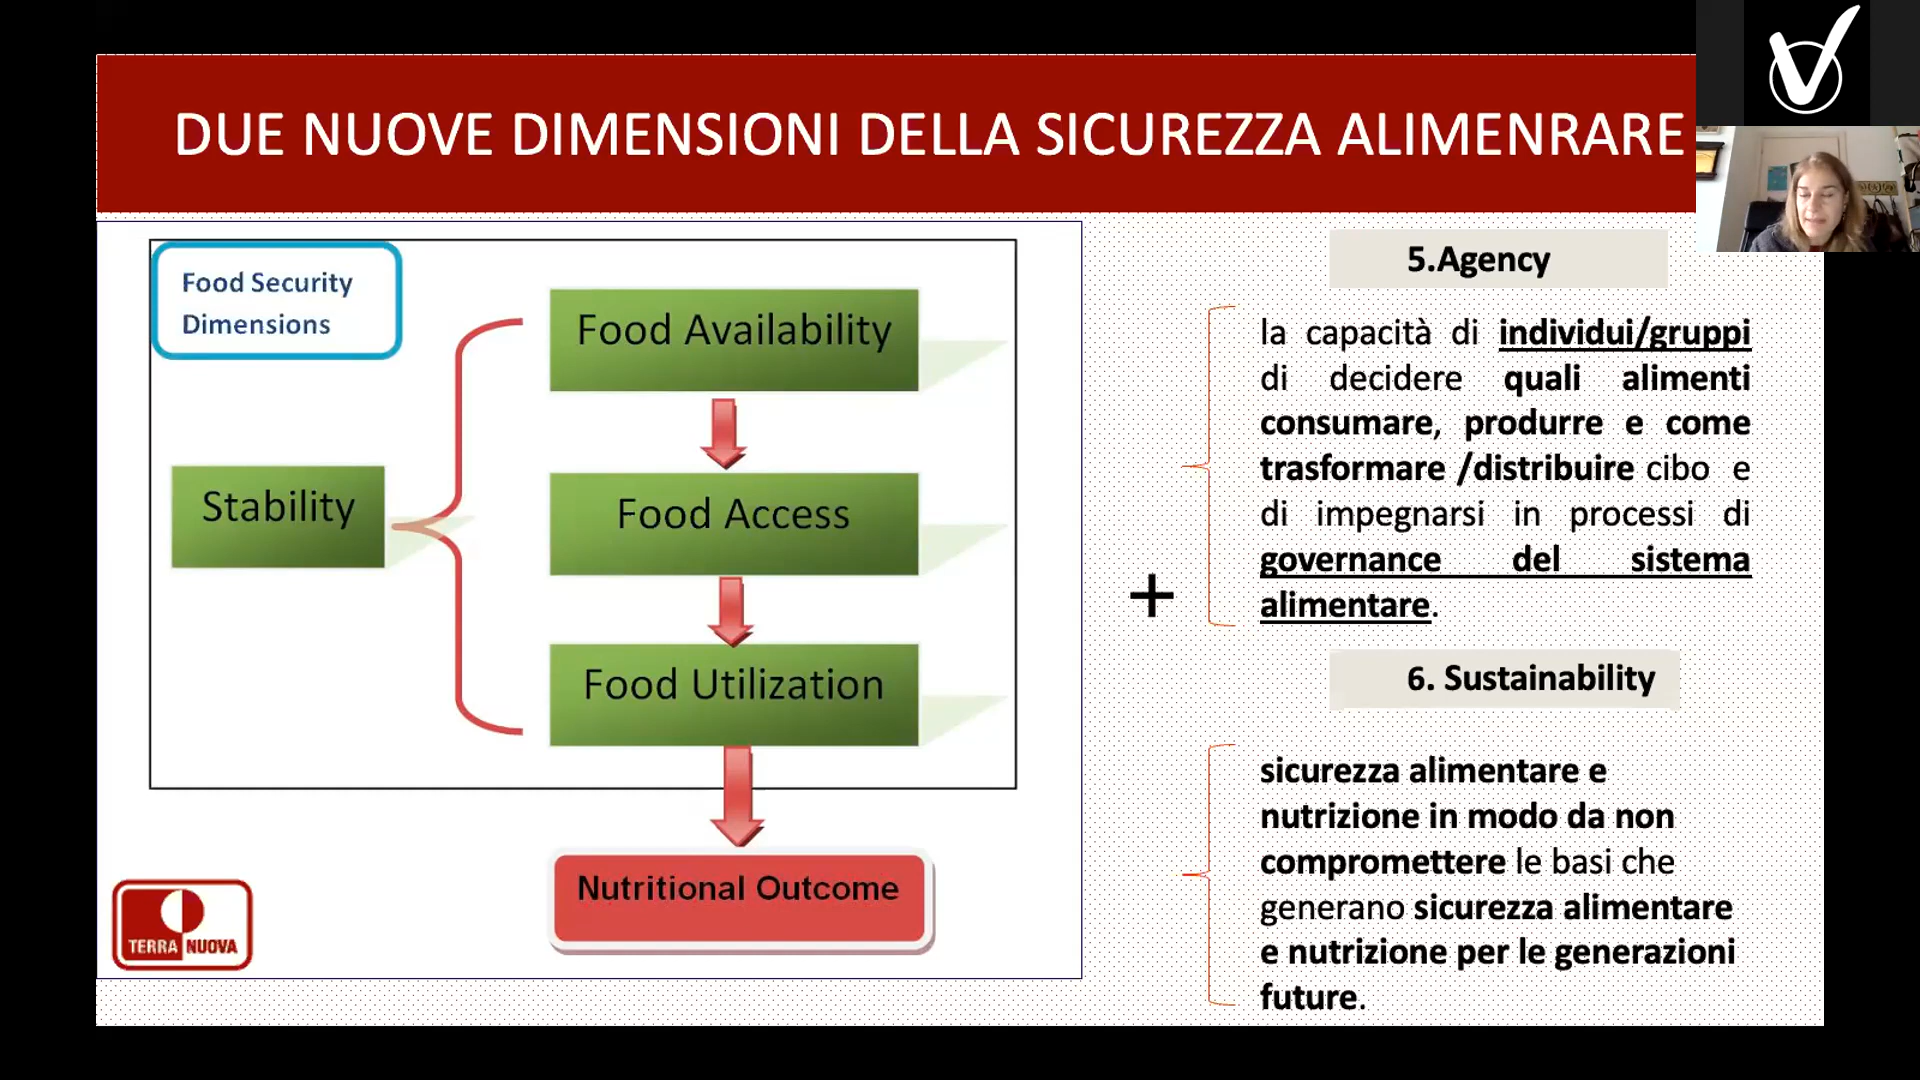 DUE NUOVE DIMENSIONI DELLA SICUREZZA ALIMENRARE
Food Security
Dimensions
Food Availability
Stability
Food Access
Food Utilization
Nutritional Outcome
TERRA NUOVA
+
5.Agency
la capacità di individui/gruppi
di decidere quali alimenti
consumare, produrre e come
trasformare /distribuire cibo e
di impegnarsi in processi di
governance del sistema
alimentare.
6. Sustainability
sicurezza alimentare e
nutrizione in modo da non
compromettere le basi che
generano sicurezza alimentare
e nutrizione per le generazioni
future.